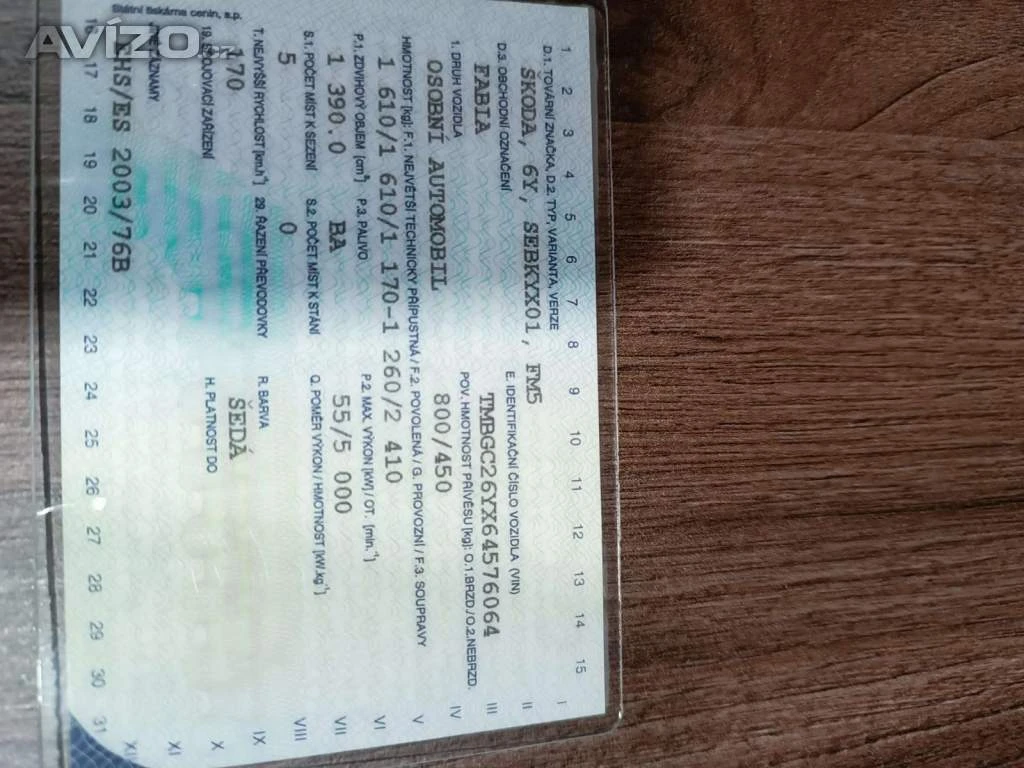 1 2 3 4 5 6 7 8 9 10 11 12 13 14 15 I
D.1. TOVÁRNÍ ZNAČKA, D.2. TYP, VARIANTA, VERZE
ŠKODA, 6Y, SEBKYX01, FM5 II
D.3. OBCHODNÍ OZNAČENÍ E. IDENTIFIKAČNÍ ČÍSLO VOZIDLA (VIN)
FABIA TMBGC26YX64576064 III
1. DRUH VOZIDLA POV. HMOTNOST PŘÍVĚSU [kg]: O.1.BRZD./O.2.NEBRZD.
OSOBNÍ AUTOMOBIL 800/450 IV
HMOTNOST [kg]: F.1. NEJVĚTŠÍ TECHNICKY PŘÍPUSTNÁ / F.2. POVOLENÁ / G. PROVOZNÍ / F.3. SOUPRAVY V
1 610/1 610/1 170-1 260/2 410 VI
P.1. ZDVIHOVÝ OBJEM [cm³] P.3. PALIVO P.2. MAX. VÝKON [kW] / OT. [min.⁻¹]
1 390.0 BA 55/5 000 VII
S.1. POČET MÍST K SEZENÍ S.2. POČET MÍST K STÁNÍ Q. POMĚR VÝKON / HMOTNOST [kW.kg⁻¹]
5 0 VIII
T. NEJVYŠŠÍ RYCHLOST [km.h⁻¹] 29. ŘAZENÍ PŘEVODOVKY R. BARVA IX
170 ŠEDÁ
19. SPOJOVACÍ ZAŘÍZENÍ H. PLATNOST DO X
XI
ZÁZNAMY
EHS/ES 2003/76B XII
16 17 18 19 20 21 22 23 24 25 26 27 28 29 30 31
Státní tiskárna cenin, s.p.
AVÍZO